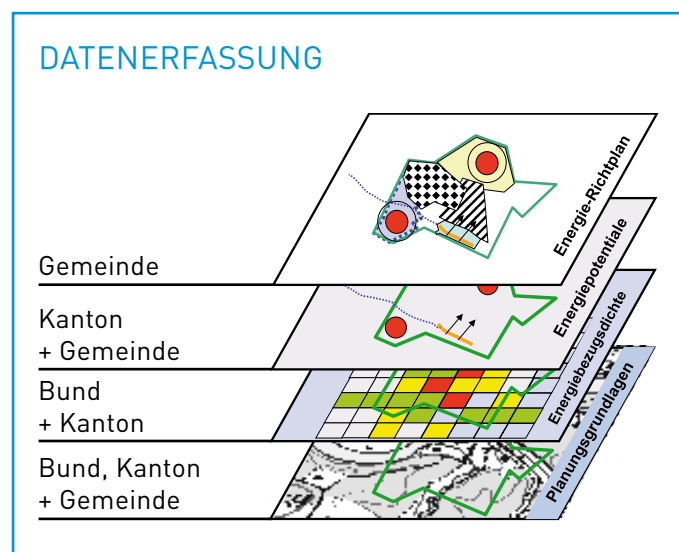 DATENERFASSUNG
Gemeinde
Energie-Richtplan
Kanton
+ Gemeinde
Energiepotentiale
Bund
+ Kanton
Energiebezugsdichte
Bund, Kanton
+ Gemeinde
Planungsgrundlagen